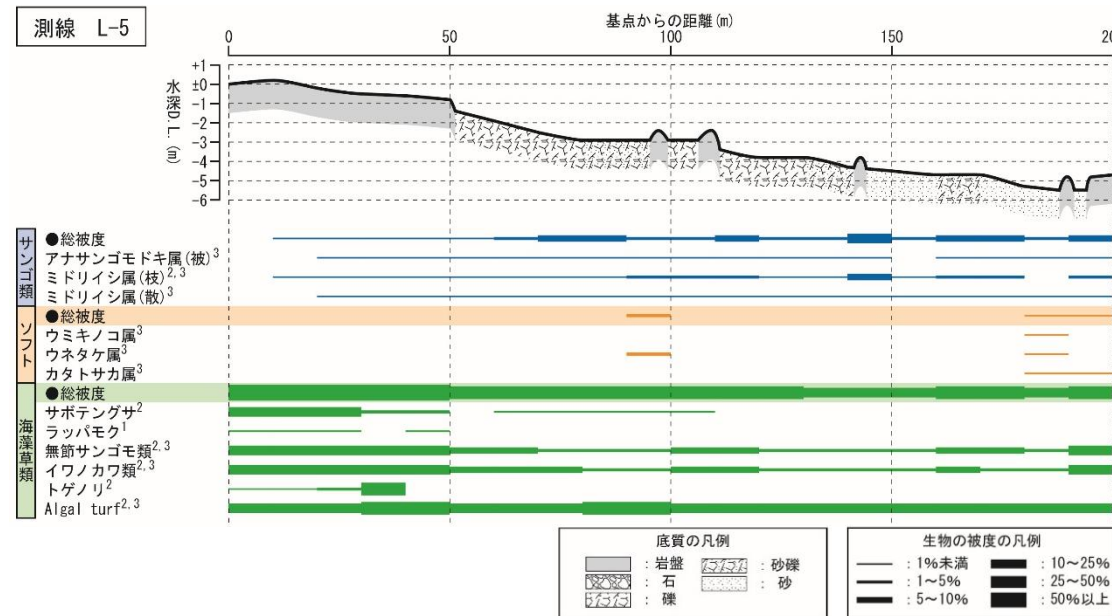 測線 L-5
基点からの距離(m)
0 50 100 150 20
水深D.L.(m)
+1
±0
-1
-2
-3
-4
-5
-6
サンゴ類
●総被度
アナサンゴモドキ属(被)3
ミドリイシ属(枝)2,3
ミドリイシ属(散)3
ソフト
●総被度
ウミキノコ属3
ウネタケ属3
カタトサカ属3
海藻草類
●総被度
サボテングサ2
ラッパモク1
無節サンゴモ類2,3
イワノカワ類2,3
トゲノリ2
Algal turf2,3
底質の凡例
:岩盤 :砂礫
:石 :砂
:礫
生物の被度の凡例
:1%未満 :10~25%
:1~5% :25~50%
:5~10% :50%以上